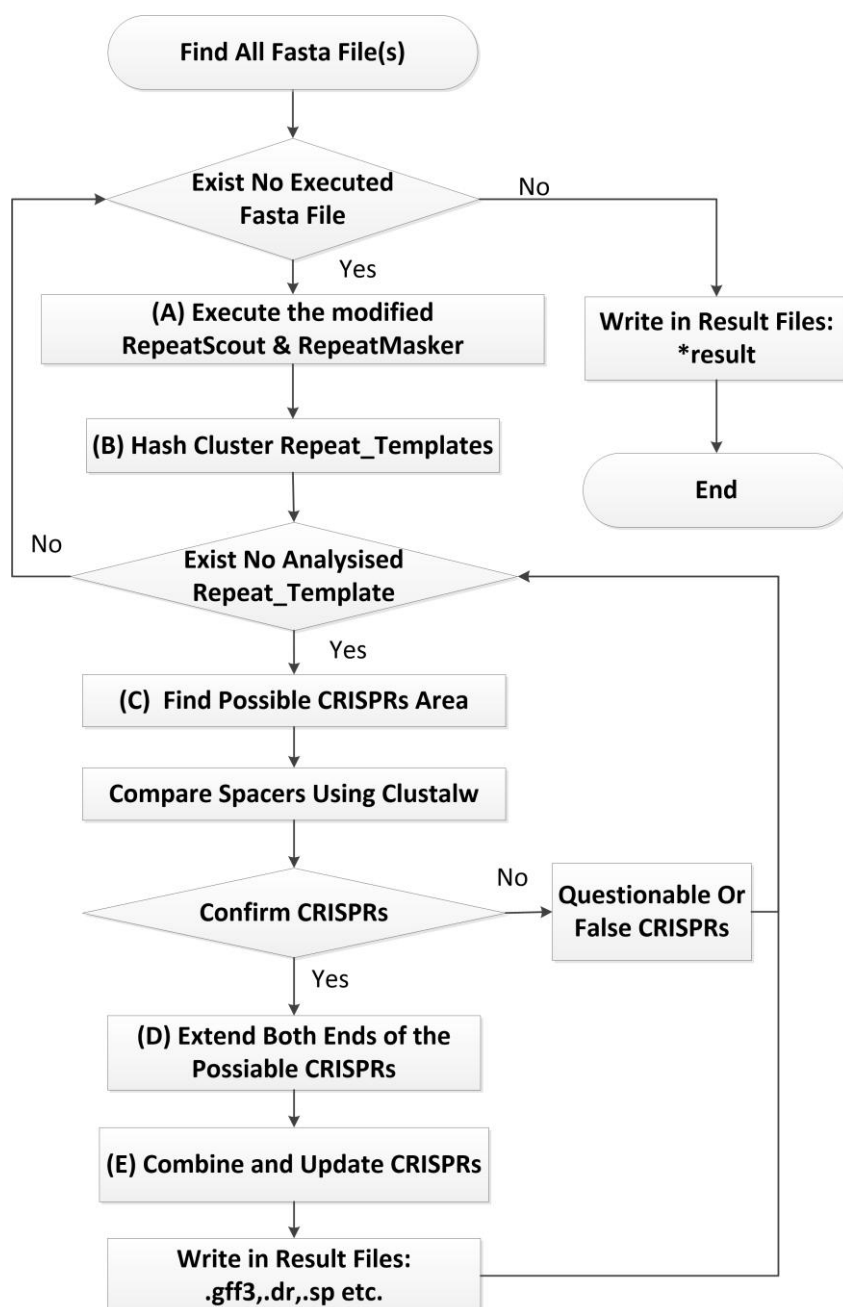 Find All Fasta File(s)
Exist No Executed
Fasta File
No
Yes
(A) Execute the modified
RepeatScout & RepeatMasker
Write in Result Files:
*result
(B) Hash Cluster Repeat_Templates
End
No
Exist No Analysised
Repeat_Template
Yes
(C) Find Possible CRISPRs Area
Compare Spacers Using Clustalw
Confirm CRISPRs
No
Questionable Or
False CRISPRs
Yes
(D) Extend Both Ends of the
Possiable CRISPRs
(E) Combine and Update CRISPRs
Write in Result Files:
.gff3,.dr,.sp etc.